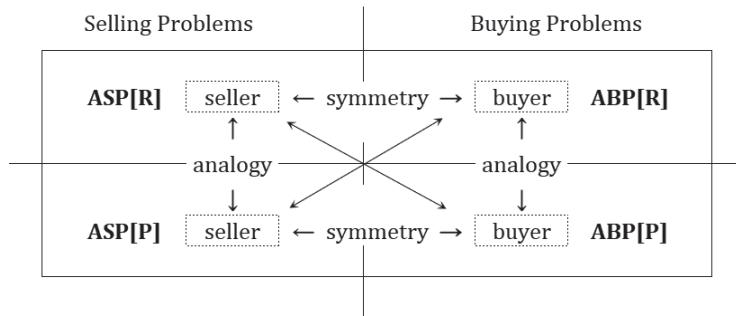 Selling Problems Buying Problems
ASP[R] seller ← symmetry → buyer ABP[R]
analogy analogy
ASP[P] seller ← symmetry → buyer ABP[P]